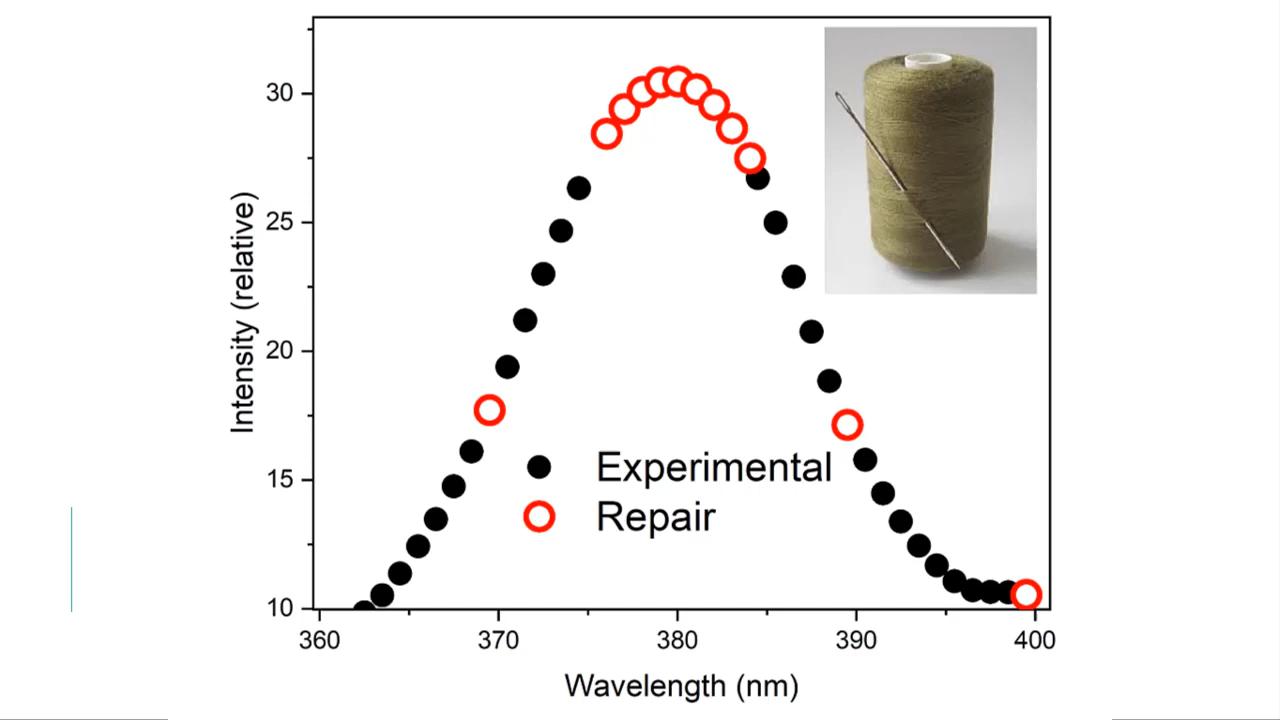 30
25
20
15
10
Intensity (relative)
Experimental
Repair
360 370 380 390 400
Wavelength (nm)